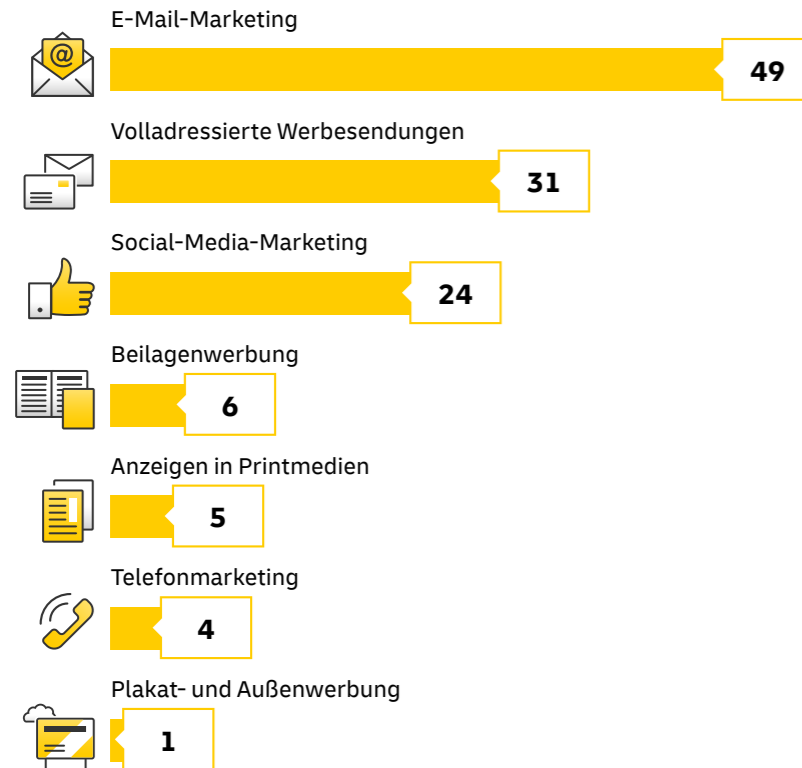 E-Mail-Marketing
@
49
Volladressierte Werbesendungen
31
Social-Media-Marketing
24
Beilagenwerbung
6
Anzeigen in Printmedien
5
Telefonmarketing
4
Plakat- und Außenwerbung
1